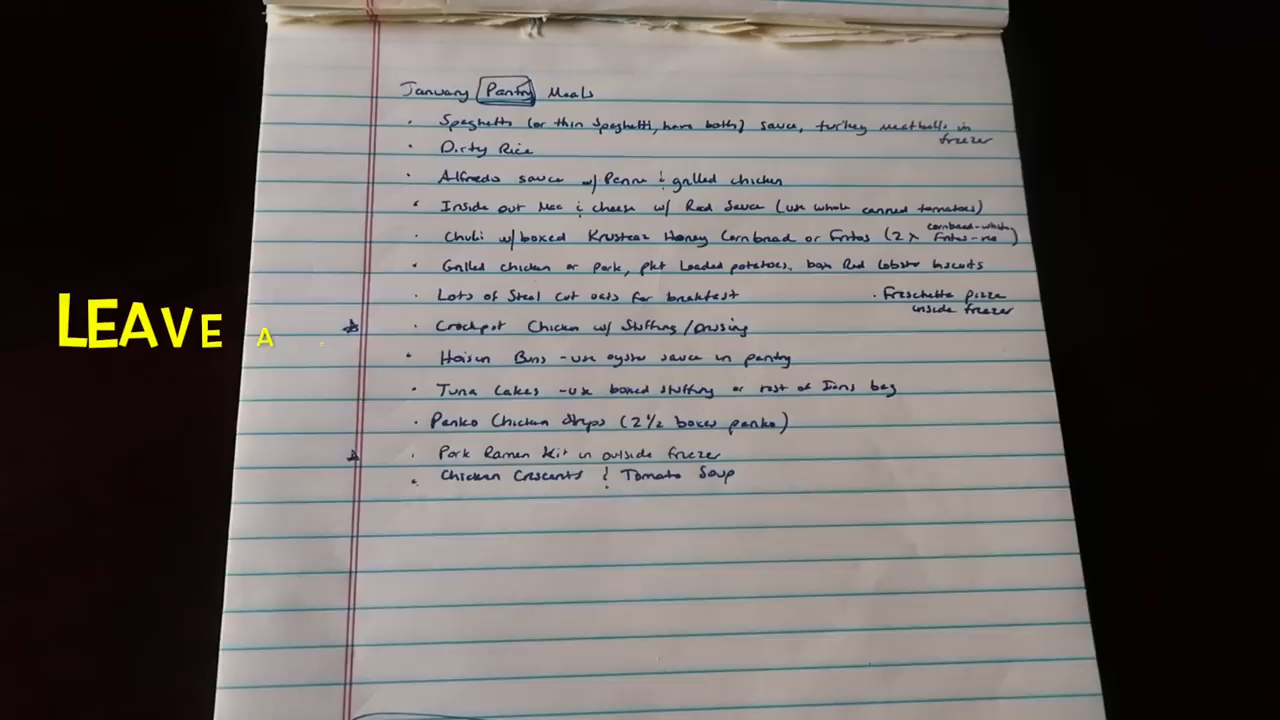 January Pantry Meals
· Spaghetti (or thin spaghetti, have both) sauce, turkey meatballs in freezer
· Dirty Rice
· Alfredo sauce w/ Penne & grilled chicken
· Inside out Mac & cheese w/ Red Sauce (use whole canned tomatoes)
· Chili w/ boxed Krusteaz Honey Cornbread or Fritos (2x cornbread-whisky Fritos-no)
· Grilled chicken or pork, pkt Loaded potatoes, box Red lobster biscuits
· Lots of Steel cut oats for breakfast
· Freschetta pizza inside freezer
· Crockpot Chicken w/ Stuffing/Dressing
· Hoisin Buns - use oyster sauce in pantry
· Tuna Cakes - use boxed stuffing or rest of bag
· Panko Chicken Strips (2 1/2 boxes panko)
· Pork Ramen kit in outside freezer
· Chicken Crescents & Tomato Soup
LEAVE A